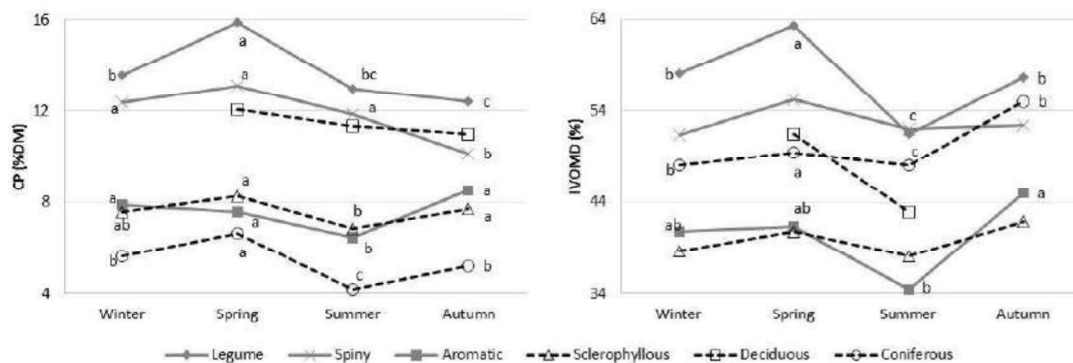 16
12
8
4
CP (%DM)
b
a
bc
c
a
a
a
b
a
ab
a
a
b
b
a
a
b
a
c
b
Winter
Spring
Summer
Autumn
64
54
44
34
IVOMD (%)
b
a
c
b
b
a
c
b
ab
ab
b
a
Winter
Spring
Summer
Autumn
Legume
Spiny
Aromatic
Sclerophyllous
Deciduous
Coniferous